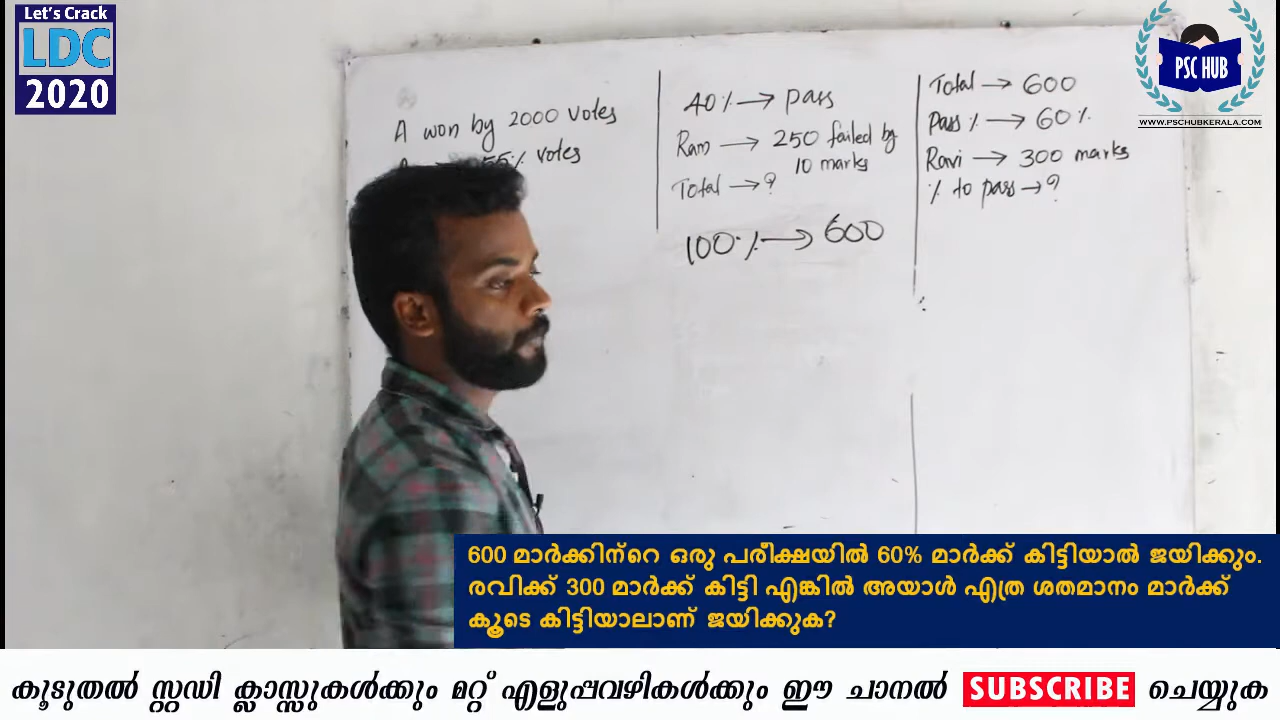 Let's Crack
LDC
2020
PSC HUB
WWW.PSCHUBKERALA.COM
A won by 2000 votes
55% votes
40% → pass
Ram → 250 failed by
10 marks
Total → ?
100% → 600
Total → 600
Pass % → 60%
Ravi → 300 marks
% to pass → ?
600 മാർക്കിന്റെ ഒരു പരീക്ഷയിൽ 60% മാർക്ക് കിട്ടിയാൽ ജയിക്കും.
രവിക്ക് 300 മാർക്ക് കിട്ടി എങ്കിൽ അയാൾ എത്ര ശതമാനം മാർക്ക്
കൂടെ കിട്ടിയാലാണ് ജയിക്കുക?
കൂടുതൽ സ്റ്റഡി ക്ലാസ്സുകൾക്കും മറ്റ് എളുപ്പവഴികൾക്കും ഈ ചാനൽ SUBSCRIBE ചെയ്യുക